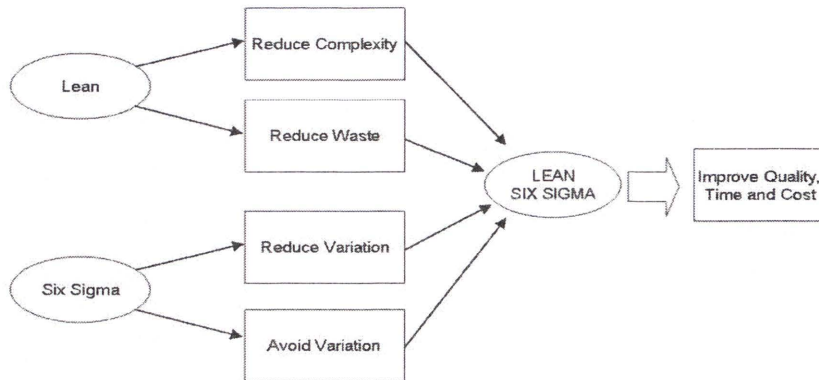 Lean
Reduce Complexity
Reduce Waste
Six Sigma
Reduce Variation
Avoid Variation
LEAN
SIX SIGMA
Improve Quality,
Time and Cost